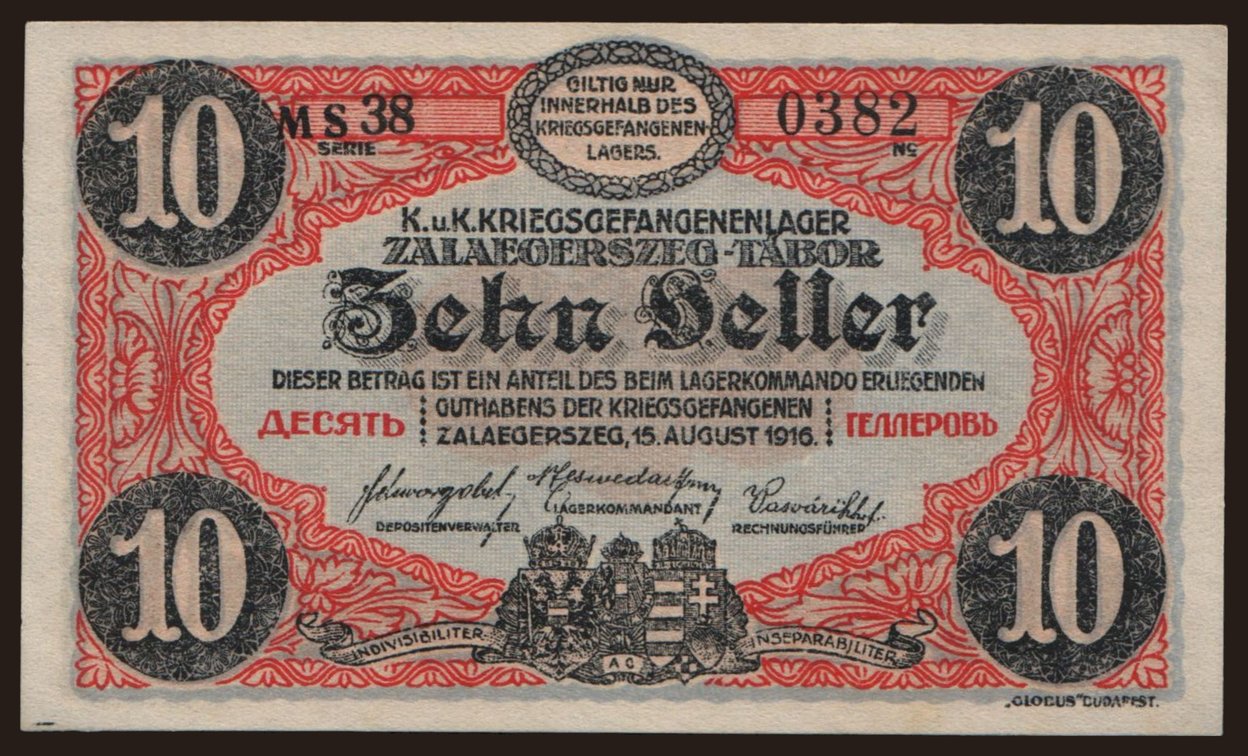 10
MS 38
SERIE
GILTIG NUR
INNERHALB DES
KRIEGSGEFANGENEN-
LAGERS.
0382
No
10
K. u. K. KRIEGSGEFANGENENLAGER
ZALAEGERSZEG-TÁBOR
Zehn Heller
DIESER BETRAG IST EIN ANTEIL DES BEIM LAGERKOMMANDO ERLIEGENDEN
GUTHABENS DER KRIEGSGEFANGENEN
ДЕСЯТЬ
ZALAEGERSZEG, 15. AUGUST 1916.
ГЕЛЛЕРОВЪ
DEPOSITENVERWALTER
LAGERKOMMANDANT
RECHNUNGSFÜHRER
10
INDIVISIBILITER
AC
INSEPARABILITER
10
„GLOBUS" BUDAPEST.